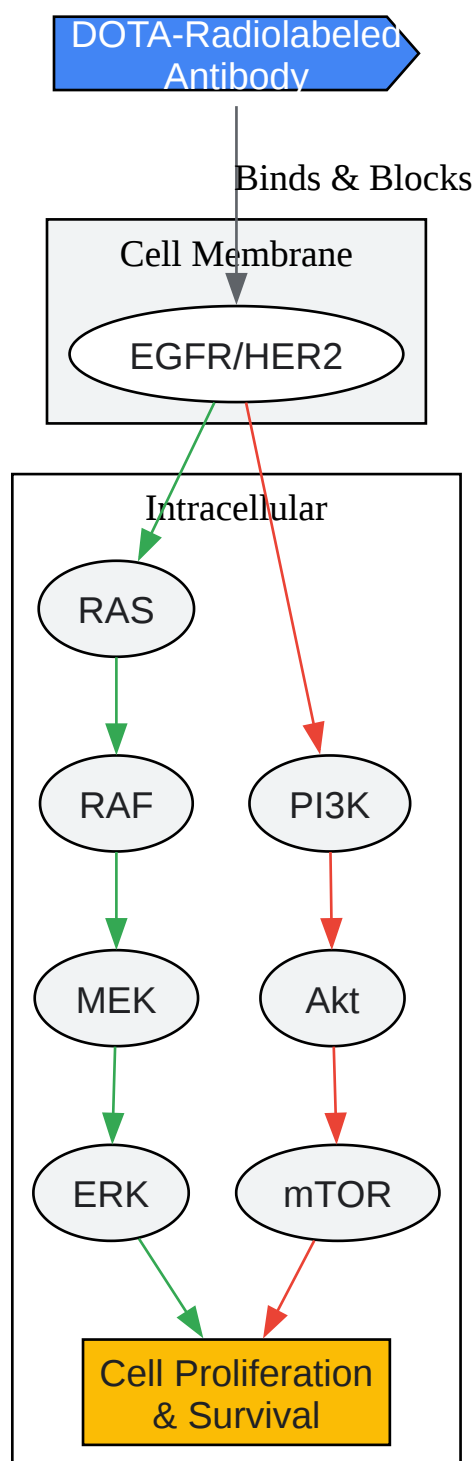 DOTA-Radiolabeled
Antibody
Binds & Blocks
Cell Membrane
EGFR/HER2
Intracellular
RAS
RAF
PI3K
MEK
Akt
ERK
mTOR
Cell Proliferation
& Survival